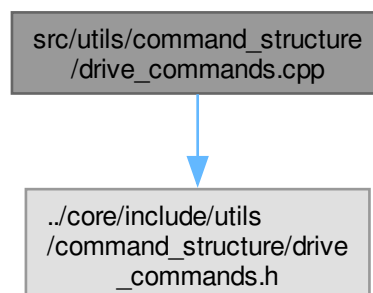 src/utils/command_structure
/drive_commands.cpp
../core/include/utils
/command_structure/drive
_commands.h